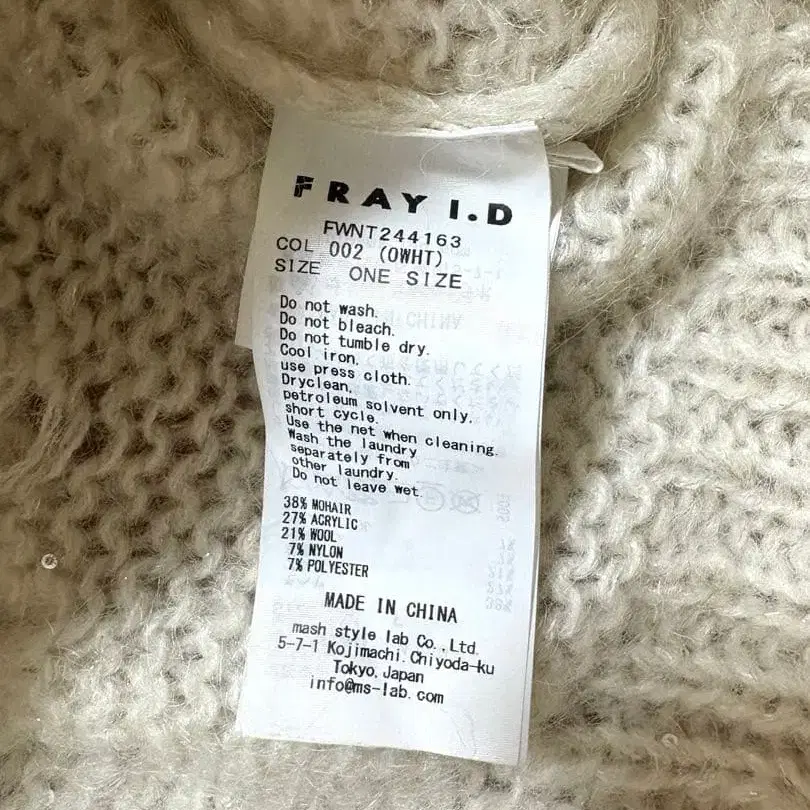 FRAY I.D
FWNT244163
COL 002 (OWHT)
SIZE ONE SIZE
Do not wash.
Do not bleach.
Do not tumble dry.
Cool iron,
use press cloth.
Dryclean,
petroleum solvent only,
short cycle.
Use the net when cleaning.
Wash the laundry
separately from
other laundry.
Do not leave wet.
38% MOHAIR
27% ACRYLIC
21% WOOL
7% NYLON
7% POLYESTER
MADE IN CHINA
mash style lab Co.,Ltd.
5-7-1 Kojimachi.Chiyoda-ku
Tokyo,Japan
info@ms-lab.com